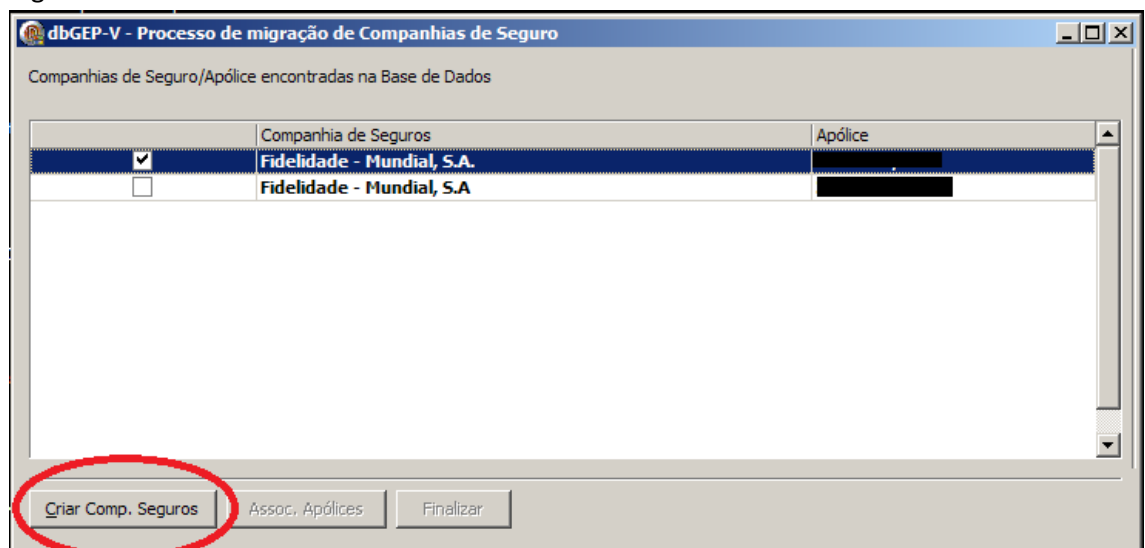 dbGEP-V - Processo de migração de Companhias de Seguro
Companhias de Seguro/Apólice encontradas na Base de Dados
Companhia de Seguros Apólice
Fidelidade - Mundial, S.A.
Fidelidade - Mundial, S.A
Criar Comp. Seguros Assoc. Apólices Finalizar